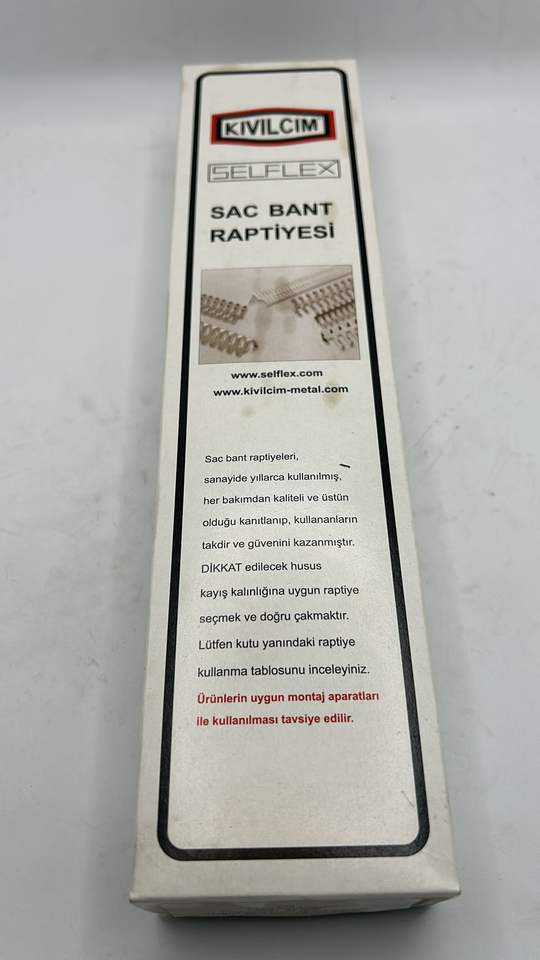 KIVILCIM
SELFLEX
SAC BANT
RAPTİYESİ
www.selflex.com
www.kivilcim-metal.com
Sac bant raptiyeleri,
sanayide yıllarca kullanılmış,
her bakımdan kaliteli ve üstün
olduğu kanıtlanıp, kullananların
takdir ve güvenini kazanmıştır.
DİKKAT edilecek husus
kayış kalınlığına uygun raptiye
seçmek ve doğru çakmaktır.
Lütfen kutu yanındaki raptiye
kullanma tablosunu inceleyiniz.
Ürünlerin uygun montaj aparatları
ile kullanılması tavsiye edilir.